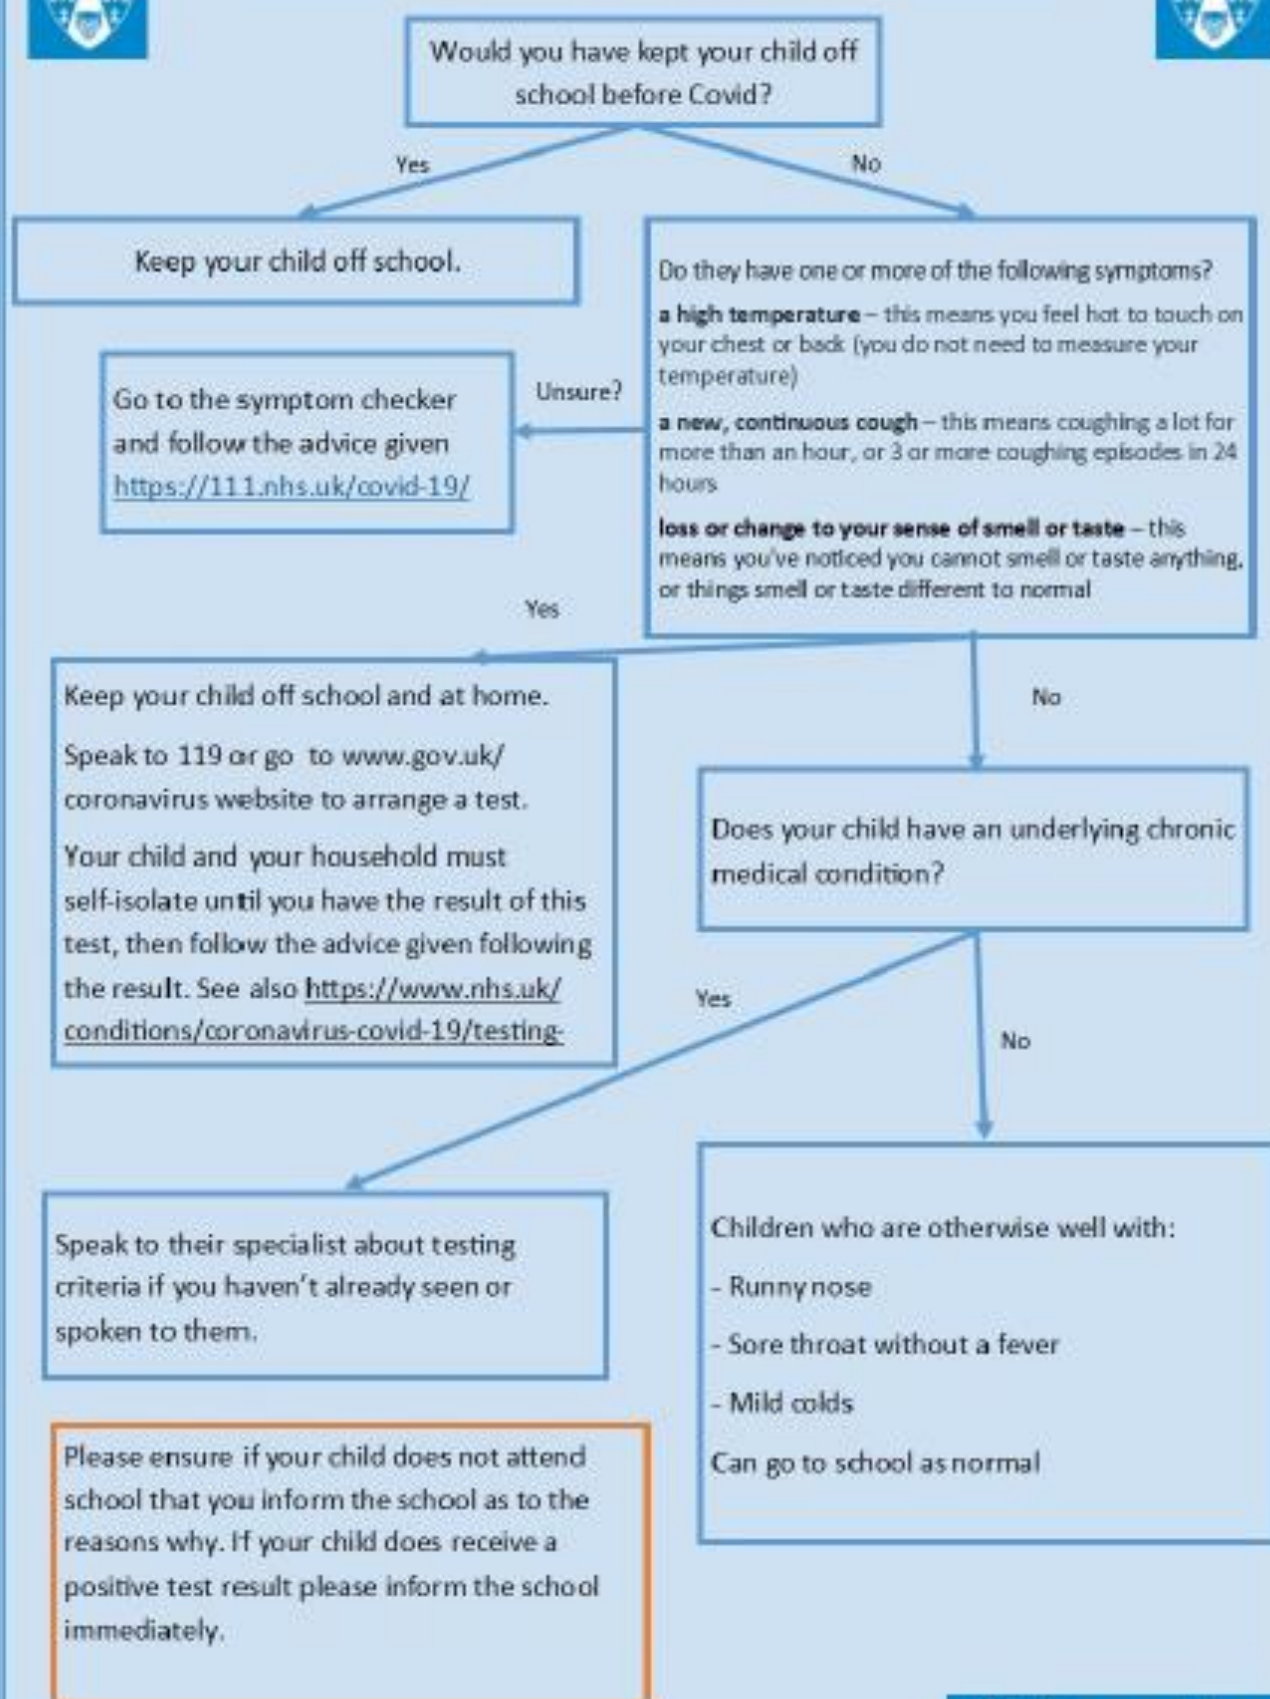 Would you have kept your child off
school before Covid?
Yes
No
Keep your child off school.
Do they have one or more of the following symptoms?
a high temperature – this means you feel hot to touch on
your chest or back (you do not need to measure your
temperature)
a new, continuous cough – this means coughing a lot for
more than an hour, or 3 or more coughing episodes in 24
hours
loss or change to your sense of smell or taste – this
means you've noticed you cannot smell or taste anything,
or things smell or taste different to normal
Unsure?
Go to the symptom checker
and follow the advice given
https://111.nhs.uk/covid-19/
Yes
No
Keep your child off school and at home.
Speak to 119 or go to www.gov.uk/
coronavirus website to arrange a test.
Your child and your household must
self-isolate until you have the result of this
test, then follow the advice given following
the result. See also https://www.nhs.uk/
conditions/coronavirus-covid-19/testing-
Does your child have an underlying chronic
medical condition?
Yes
No
Speak to their specialist about testing
criteria if you haven't already seen or
spoken to them.
Children who are otherwise well with:
- Runny nose
- Sore throat without a fever
- Mild colds
Can go to school as normal
Please ensure if your child does not attend
school that you inform the school as to the
reasons why. If your child does receive a
positive test result please inform the school
immediately.